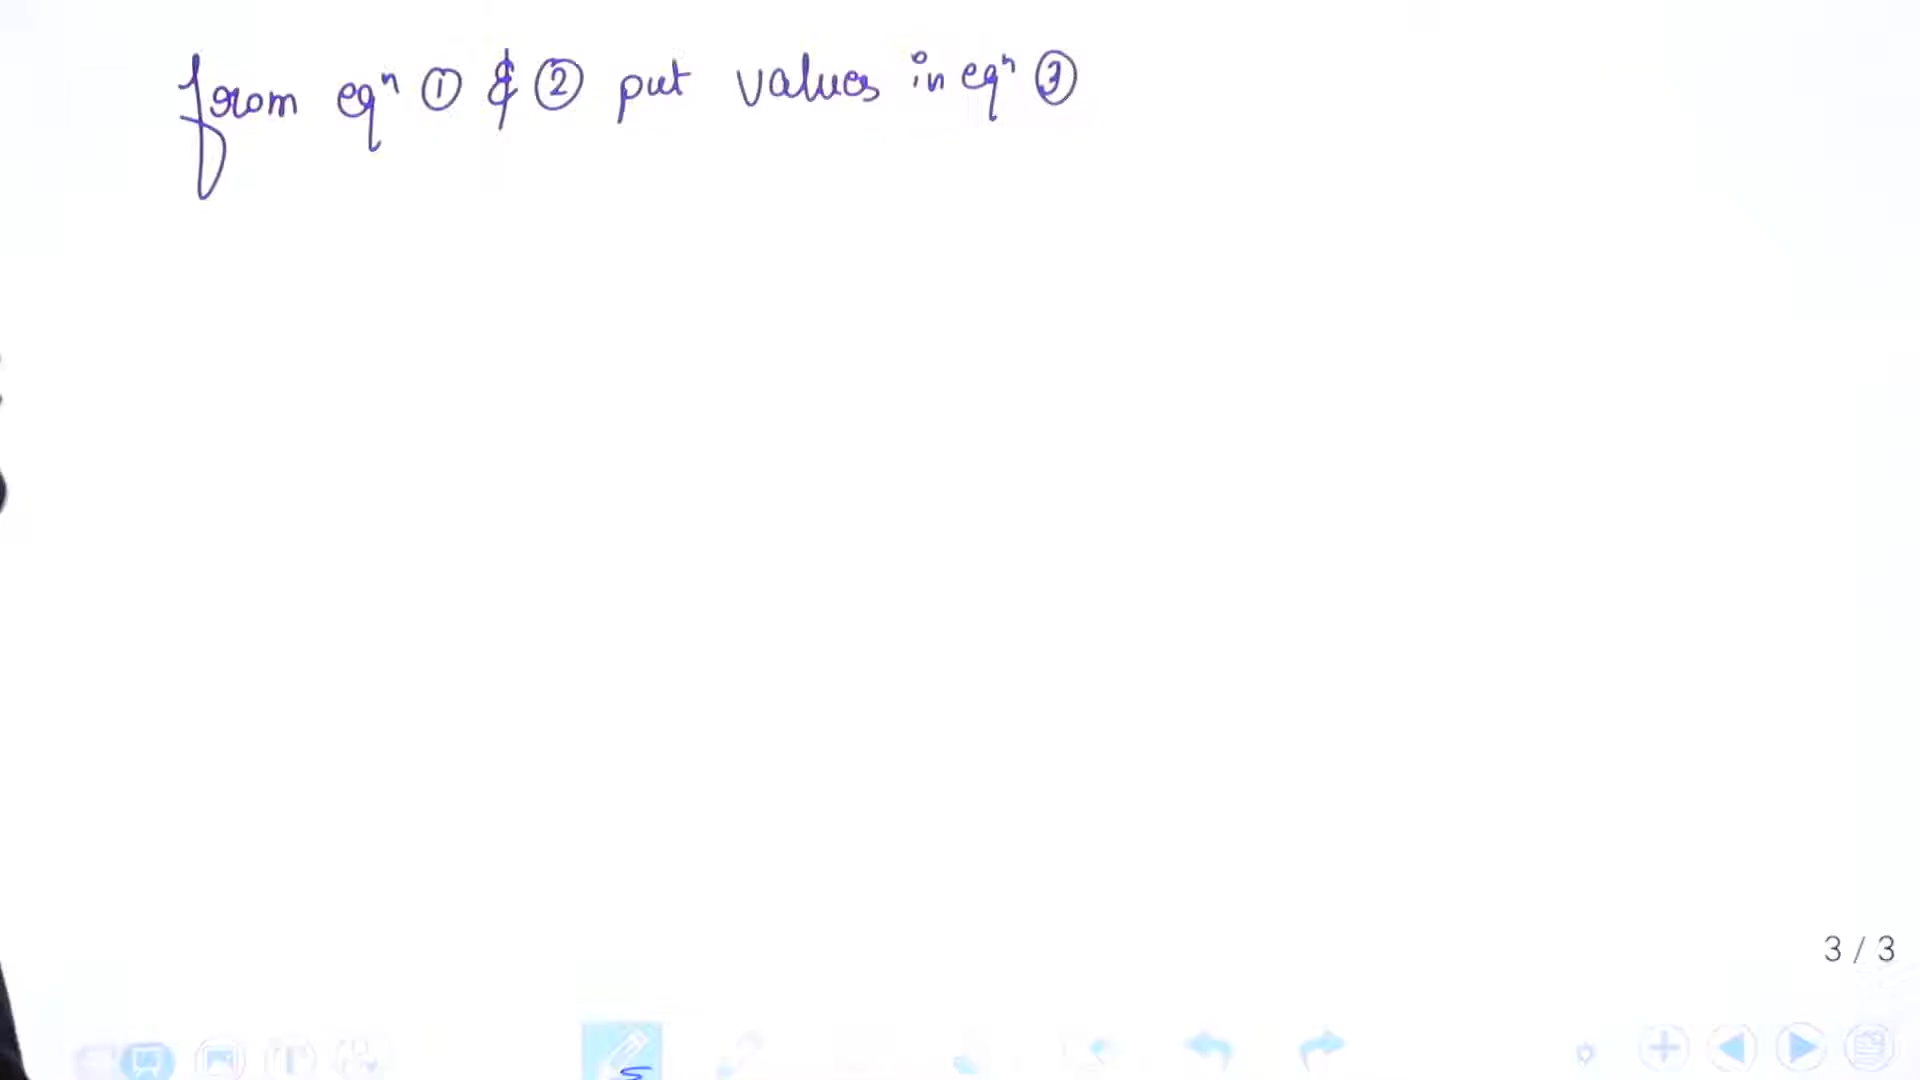 from eqⁿ ① & ② put values in eqⁿ ③
3 / 3